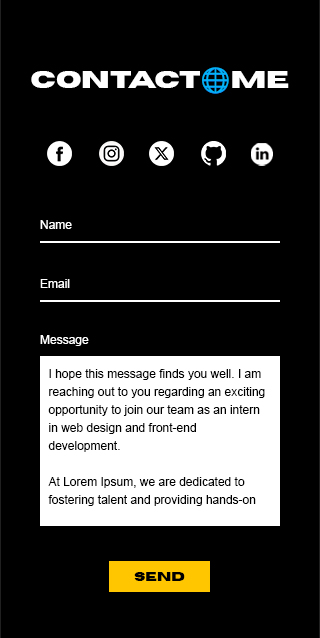 CONTACT🌐ME
Name
Email
Message
I hope this message finds you well. I am
reaching out to you regarding an exciting
opportunity to join our team as an intern
in web design and front-end
development.
At Lorem Ipsum, we are dedicated to
fostering talent and providing hands-on
SEND